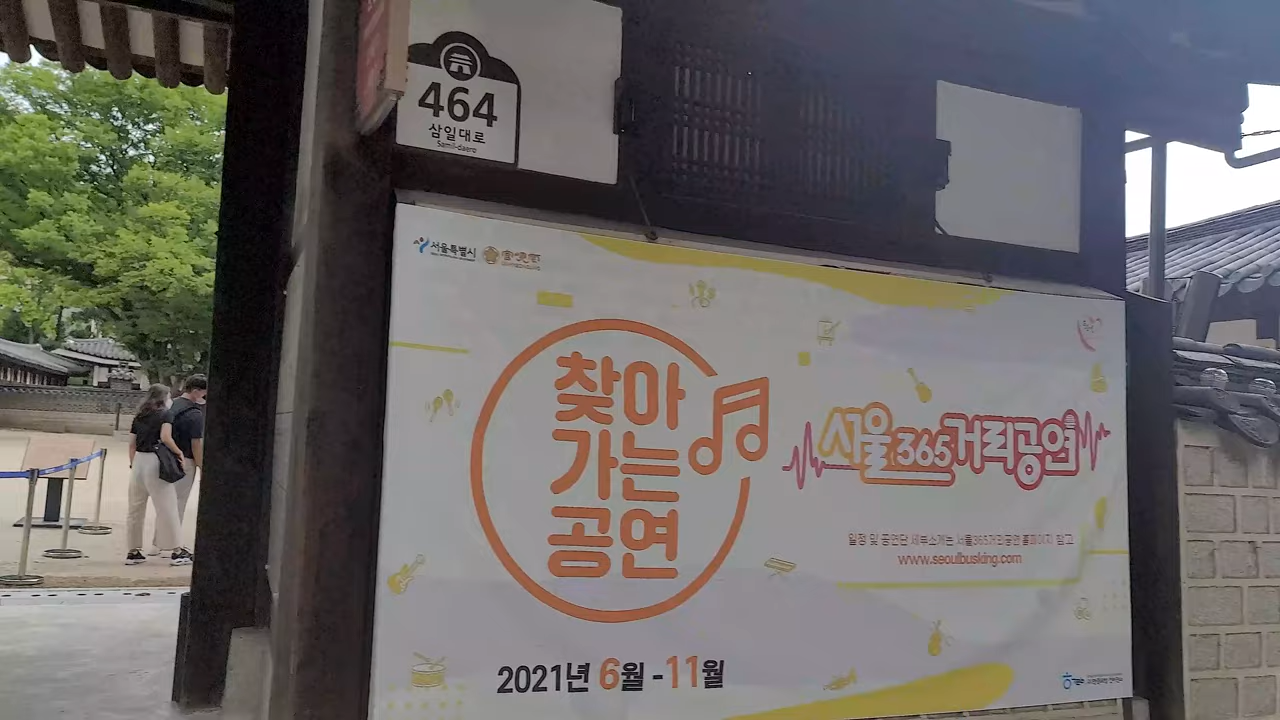 464
삼일대로
Samil-daero
서울특별시
운현궁
찾아
가는
공연
서울365거리공연
일정 및 공연단 세부소개는 서울365거리공연 홈페이지 참고
www.seoulbusking.com
2021년 6월 -11월